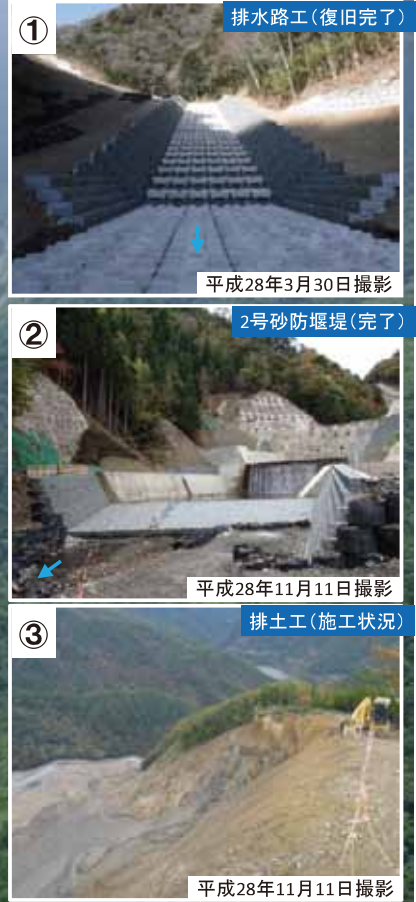 ①
排水路工（復旧完了）
平成28年3月30日撮影
②
2号砂防堰堤（完了）
平成28年11月11日撮影
③
排土工（施工状況）
平成28年11月11日撮影